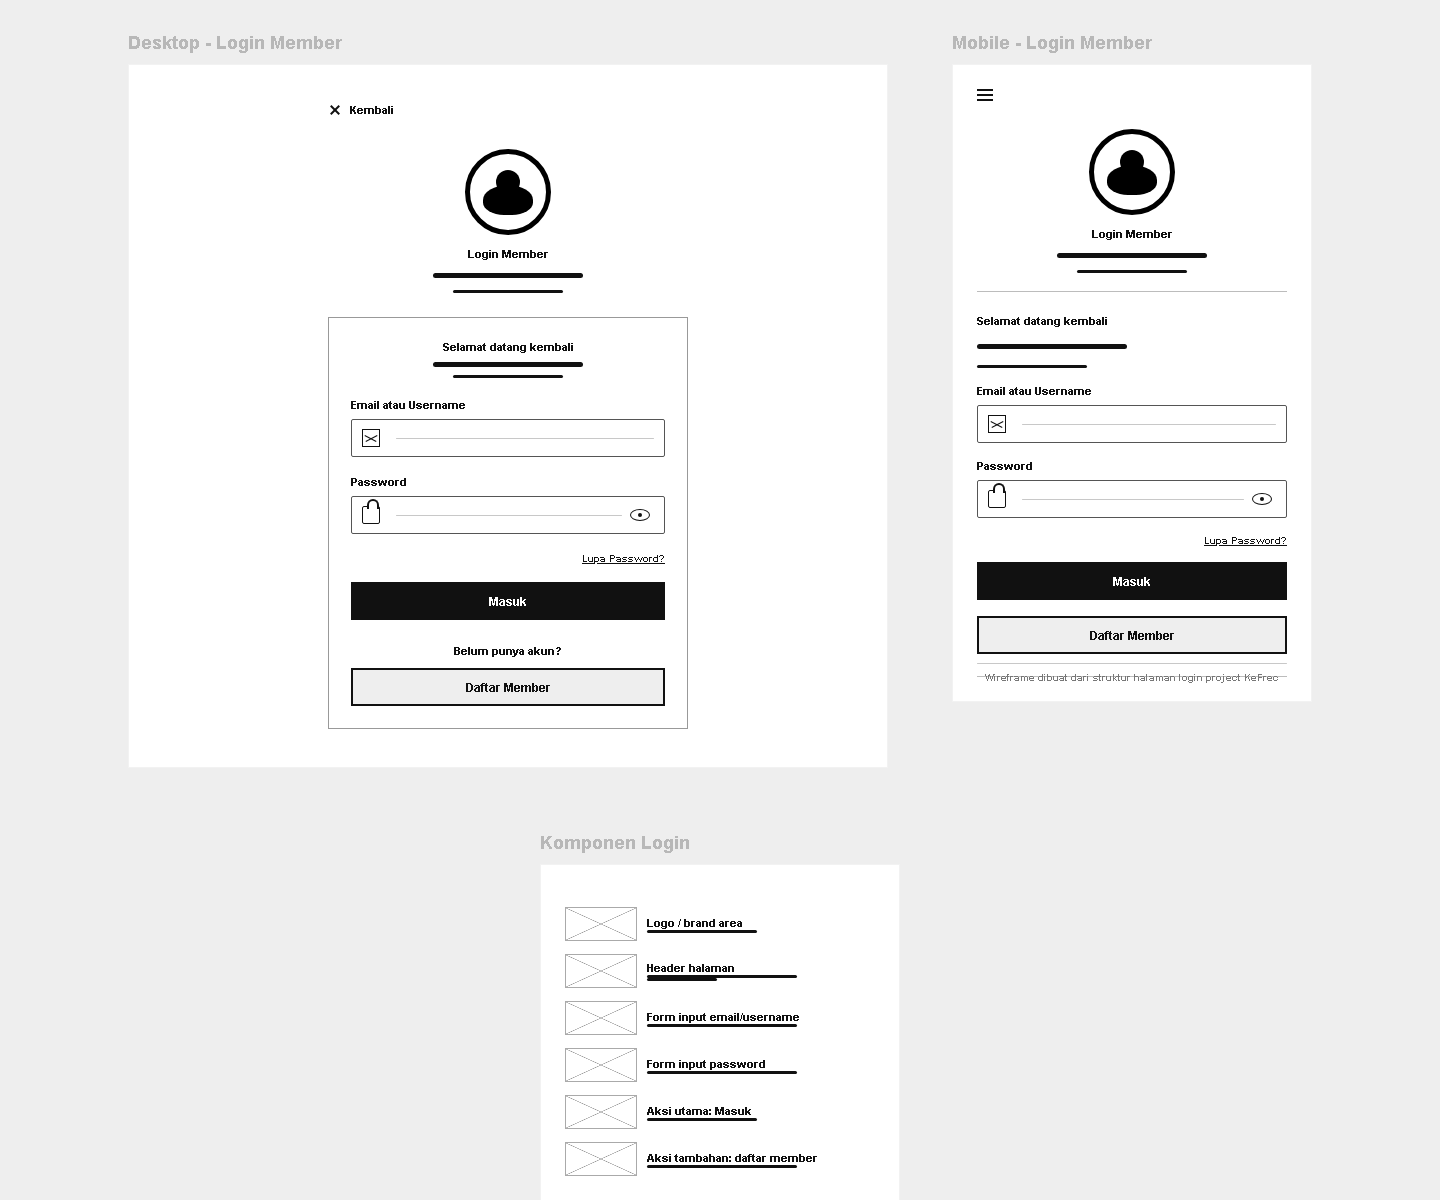 Desktop - Login Member
Kembali
Login Member
Selamat datang kembali
Email atau Username
Password
Lupa Password?
Masuk
Belum punya akun?
Daftar Member
Mobile - Login Member
Login Member
Selamat datang kembali
Email atau Username
Password
Lupa Password?
Masuk
Daftar Member
Wireframe dibuat dari struktur halaman login project KeFrec
Komponen Login
Logo / brand area
Header halaman
Form input email/username
Form input password
Aksi utama: Masuk
Aksi tambahan: daftar member